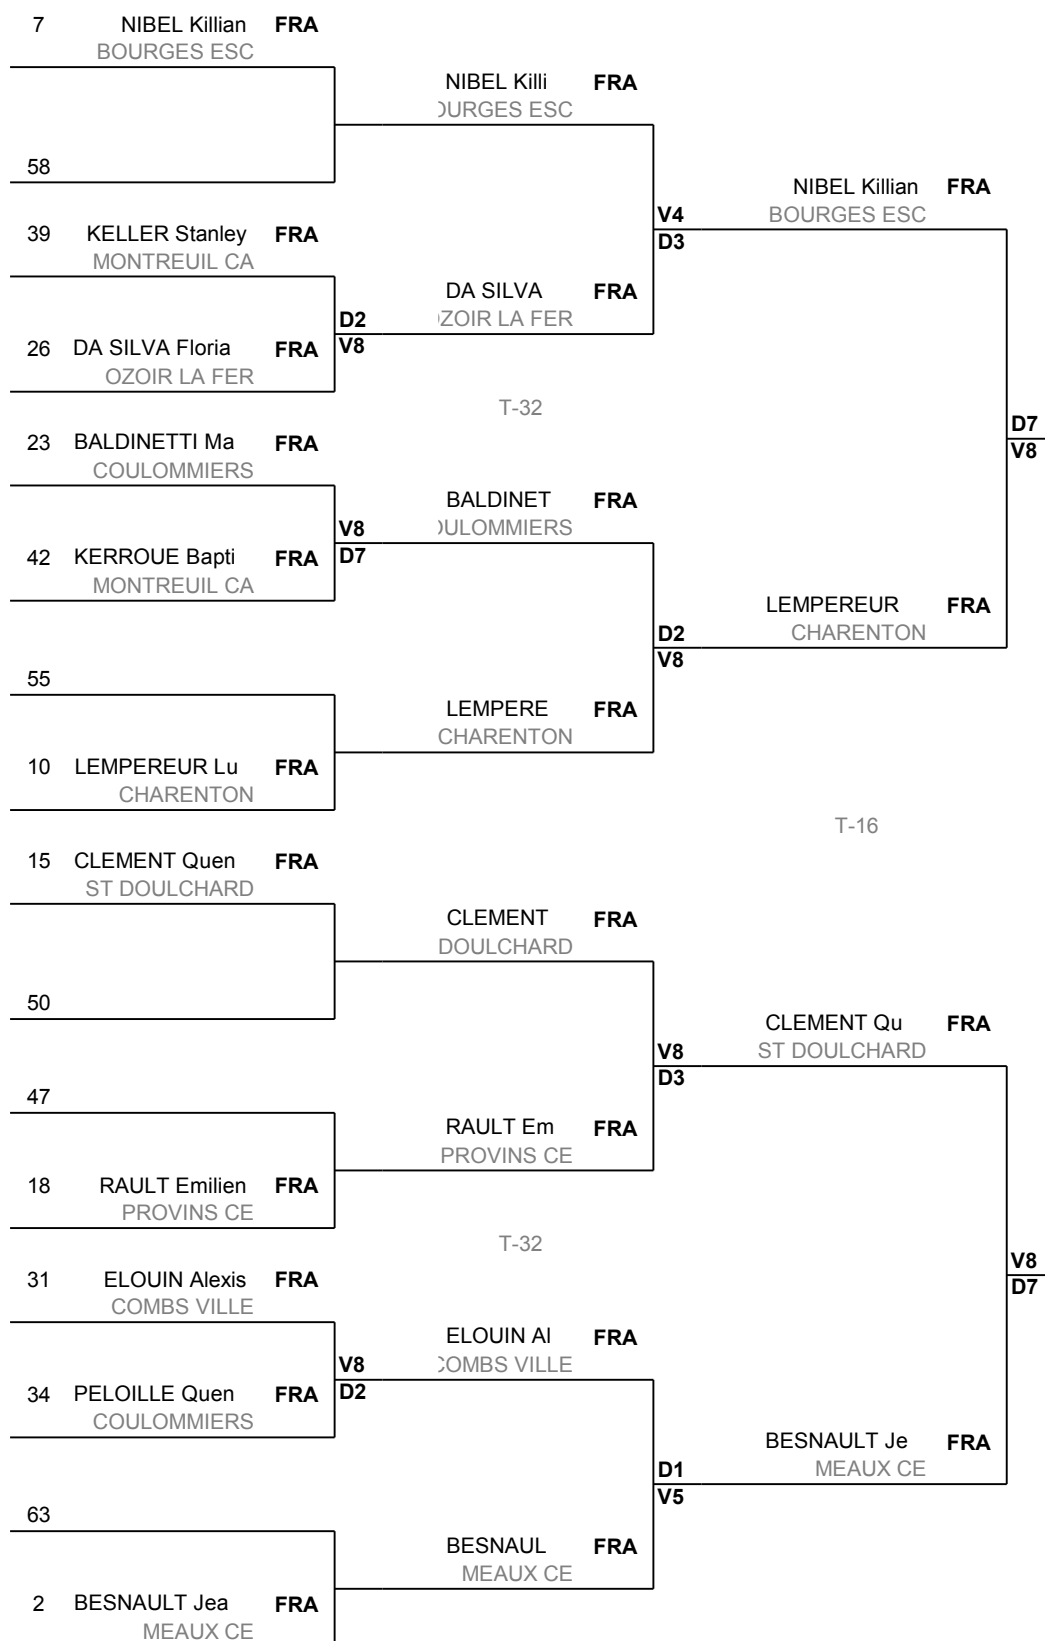 7 NIBEL Killian FRA
BOURGES ESC
NIBEL Killi FRA
OURGES ESC
58
NIBEL Killian FRA
BOURGES ESC
V4
D3
39 KELLER Stanley FRA
MONTREUIL CA
DA SILVA FRA
ZOIR LA FER
D2
V8
26 DA SILVA Floria FRA
OZOIR LA FER
T-32
D7
V8
23 BALDINETTI Ma FRA
COULOMMIERS
BALDINET FRA
OULOMMIERS
V8
D7
42 KERROUE Bapti FRA
MONTREUIL CA
LEMPEREUR FRA
CHARENTON
D2
V8
55
LEMPERE FRA
CHARENTON
10 LEMPEREUR Lu FRA
CHARENTON
T-16
15 CLEMENT Quen FRA
ST DOULCHARD
CLEMENT FRA
DOULCHARD
50
CLEMENT Qu FRA
ST DOULCHARD
V8
D3
47
RAULT Em FRA
PROVINS CE
18 RAULT Emilien FRA
PROVINS CE
T-32
V8
D7
31 ELOUIN Alexis FRA
COMBS VILLE
ELOUIN Al FRA
COMBS VILLE
V8
D2
34 PELOILLE Quen FRA
COULOMMIERS
BESNAULT Je FRA
MEAUX CE
D1
V5
63
BESNAUL FRA
MEAUX CE
2 BESNAULT Jea FRA
MEAUX CE